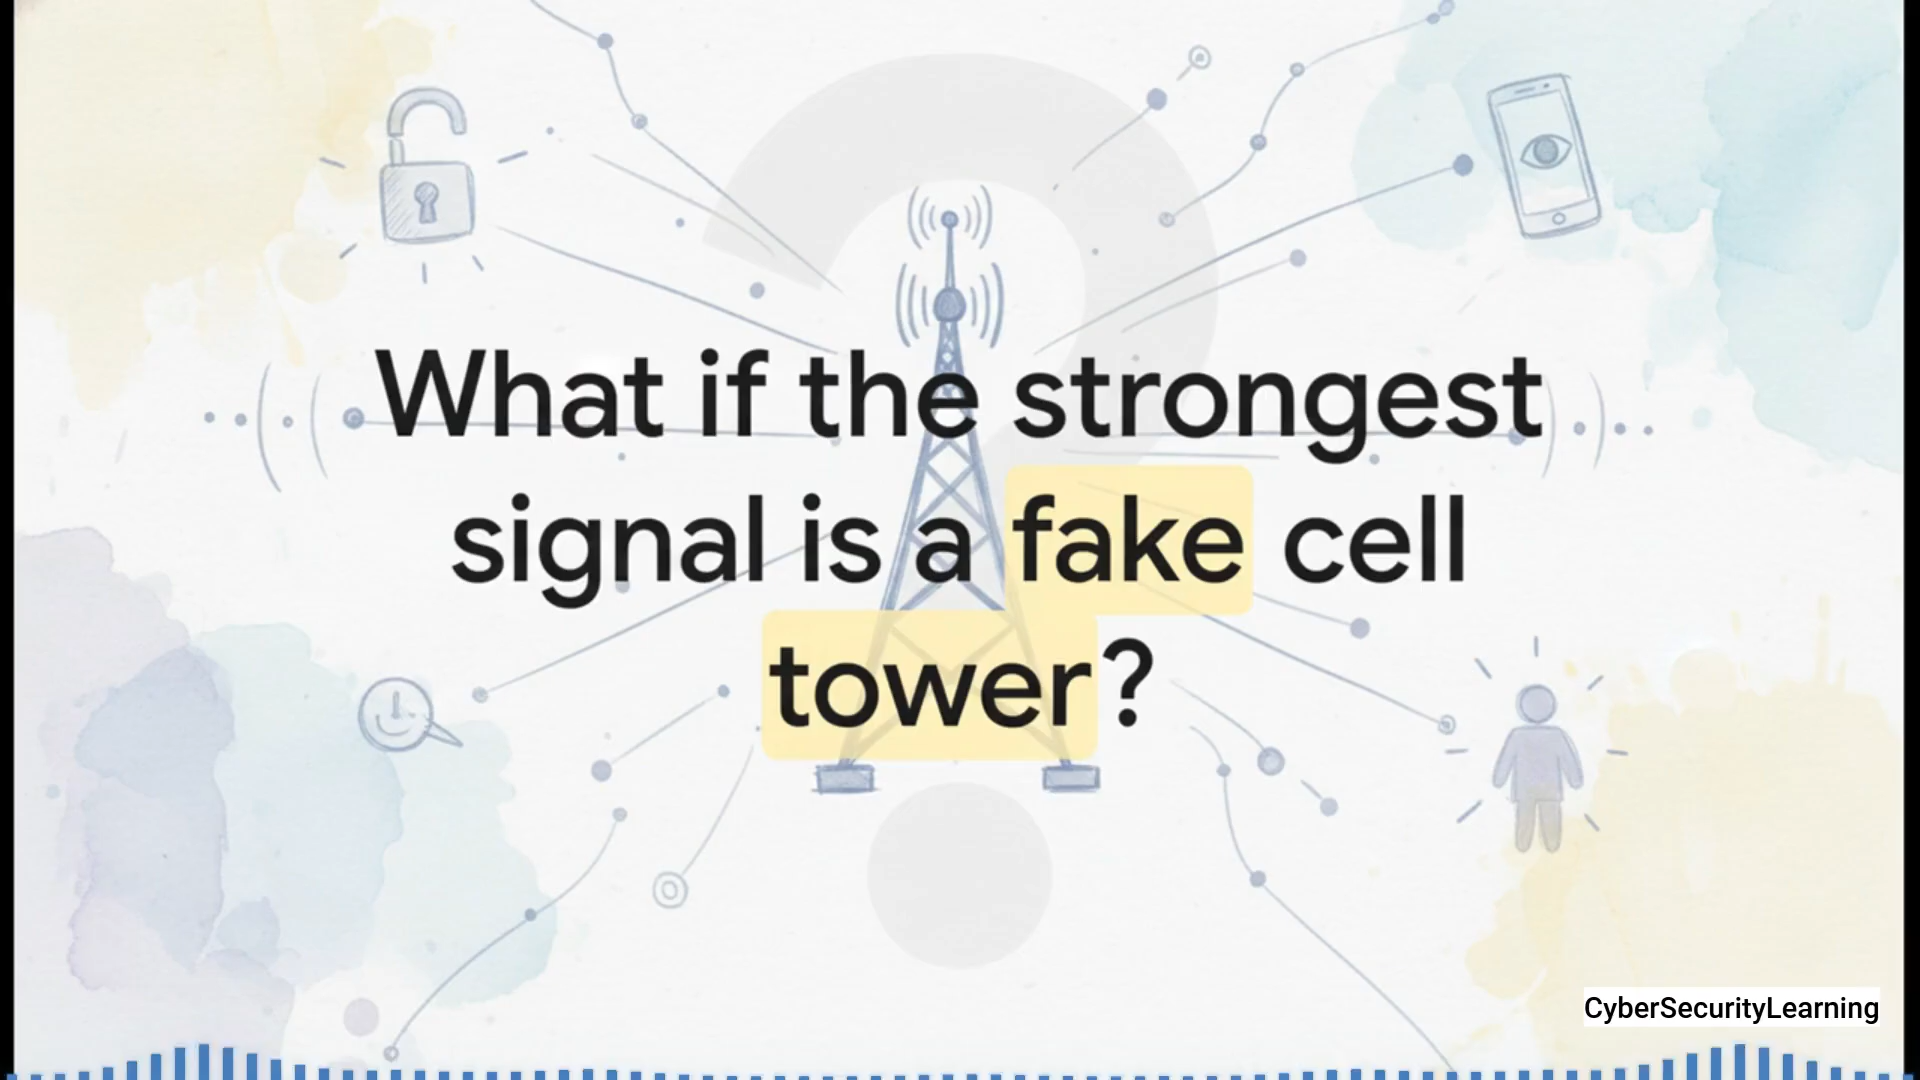 What if the strongest
signal is a fake cell
tower?
CyberSecurityLearning